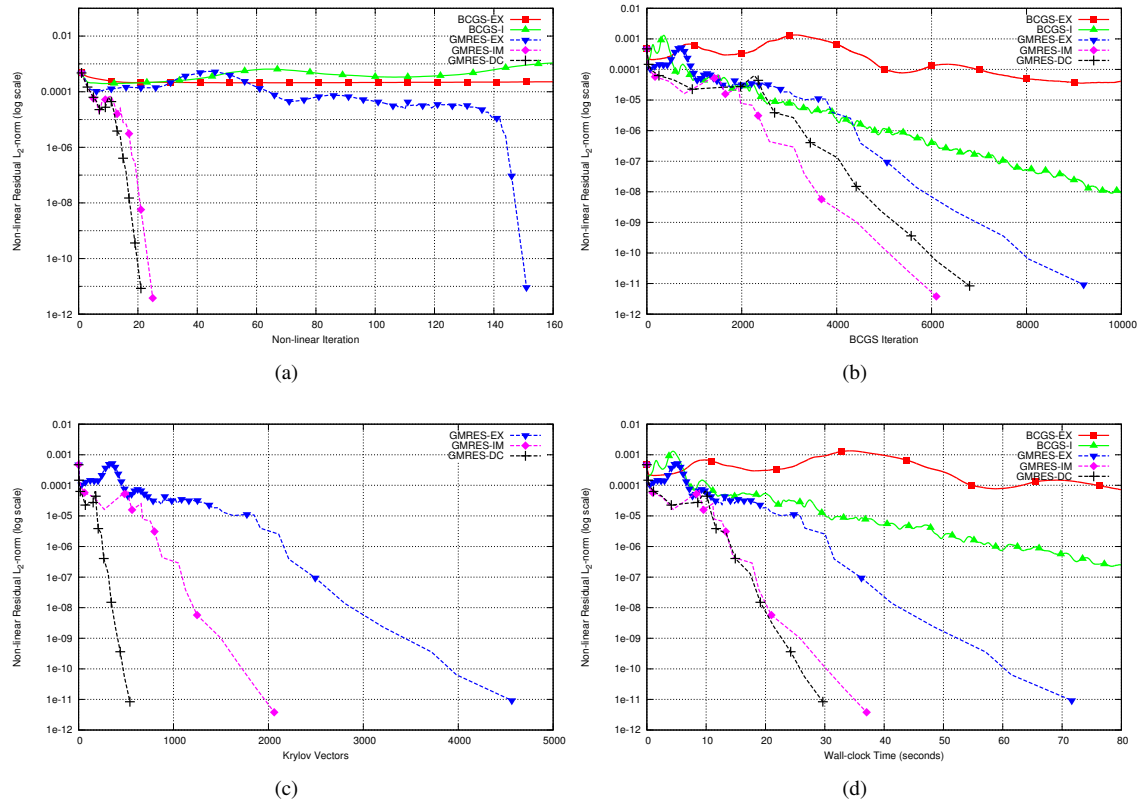 0.01
0.0001
1e-06
1e-08
1e-10
1e-12
Non-linear Residual L2-norm (log scale)
0 20 40 60 80 100 120 140 160
Non-linear Iteration
BCGS-EX
BCGS-I
GMRES-EX
GMRES-IM
GMRES-DC
(a)
0.01
0.001
0.0001
1e-05
1e-06
1e-07
1e-08
1e-09
1e-10
1e-11
1e-12
Non-linear Residual L2-norm (log scale)
0 2000 4000 6000 8000 10000
BCGS Iteration
BCGS-EX
BCGS-I
GMRES-EX
GMRES-IM
GMRES-DC
(b)
0.01
0.001
0.0001
1e-05
1e-06
1e-07
1e-08
1e-09
1e-10
1e-11
1e-12
Non-linear Residual L2-norm (log scale)
0 1000 2000 3000 4000 5000
Krylov Vectors
GMRES-EX
GMRES-IM
GMRES-DC
(c)
0.01
0.001
0.0001
1e-05
1e-06
1e-07
1e-08
1e-09
1e-10
1e-11
1e-12
Non-linear Residual L2-norm (log scale)
0 10 20 30 40 50 60 70 80
Wall-clock Time (seconds)
BCGS-EX
BCGS-I
GMRES-EX
GMRES-IM
GMRES-DC
(d)